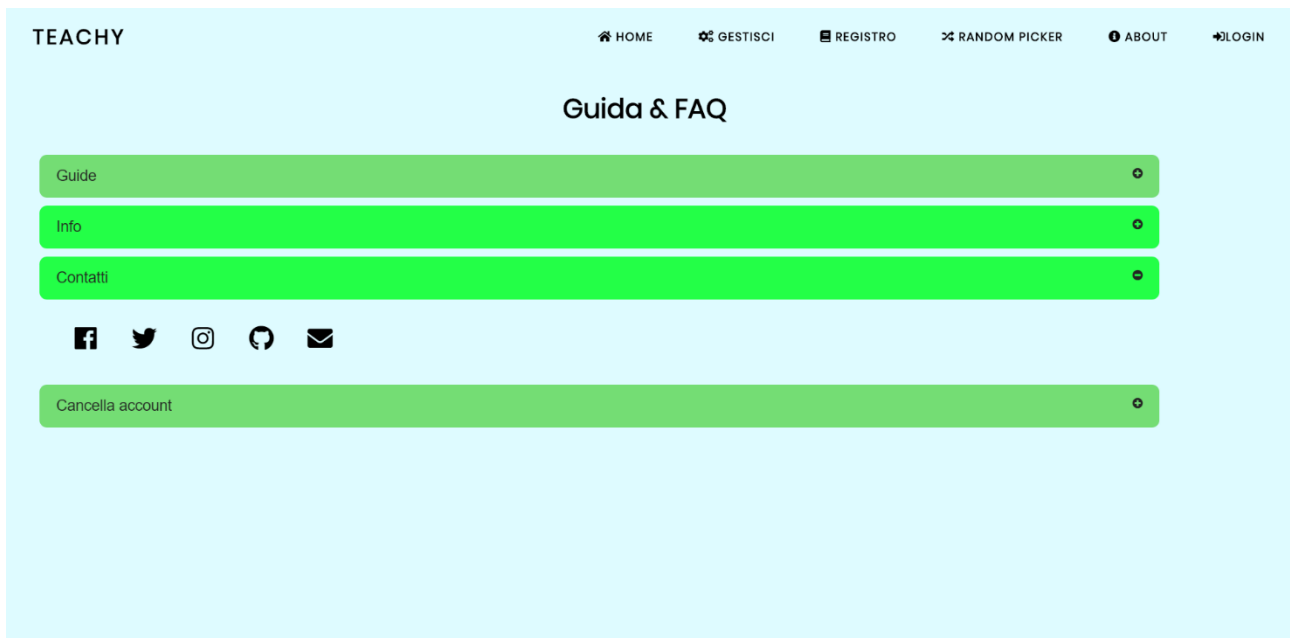 TEACHY HOME GESTISCI REGISTRO RANDOM PICKER ABOUT LOGIN
Guida & FAQ
Guide
Info
Contatti
Cancella account